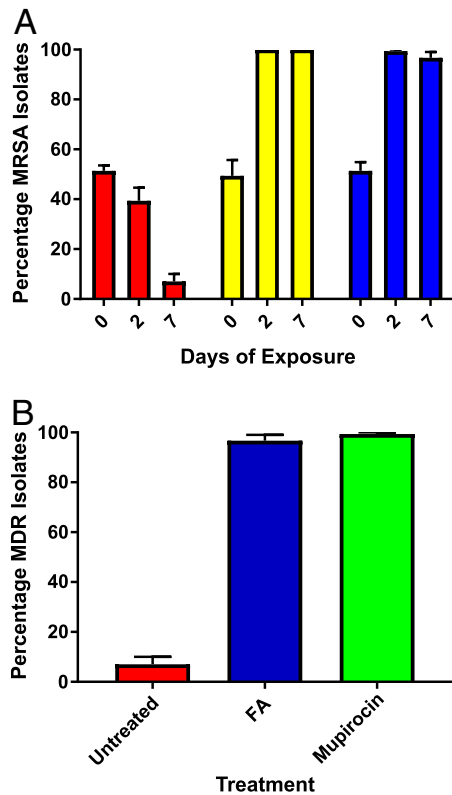 A
Percentage MRSA Isolates
100
80
60
40
20
0
0 2 7 0 2 7 0 2 7
Days of Exposure
B
Percentage MDR Isolates
100
80
60
40
20
0
Untreated FA Mupirocin
Treatment